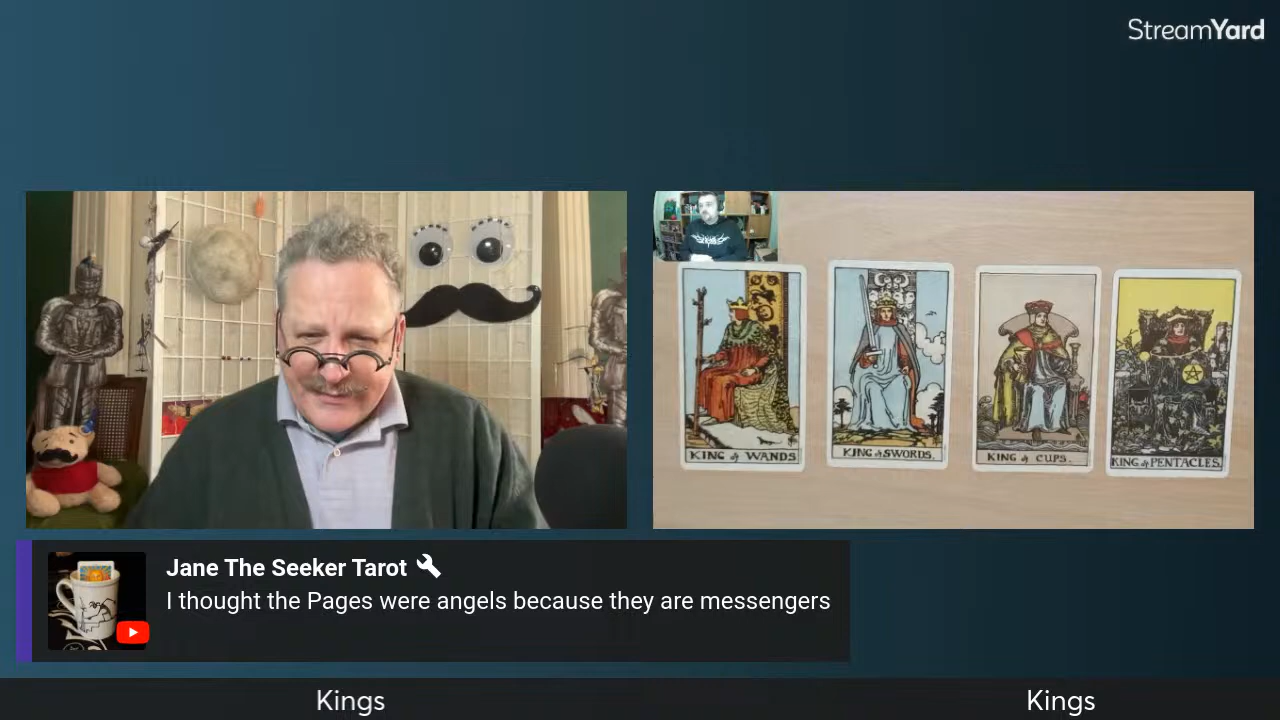 StreamYard
KING of WANDS
KING of SWORDS.
KING of CUPS.
KING of PENTACLES.
Jane The Seeker Tarot
I thought the Pages were angels because they are messengers
Kings
Kings